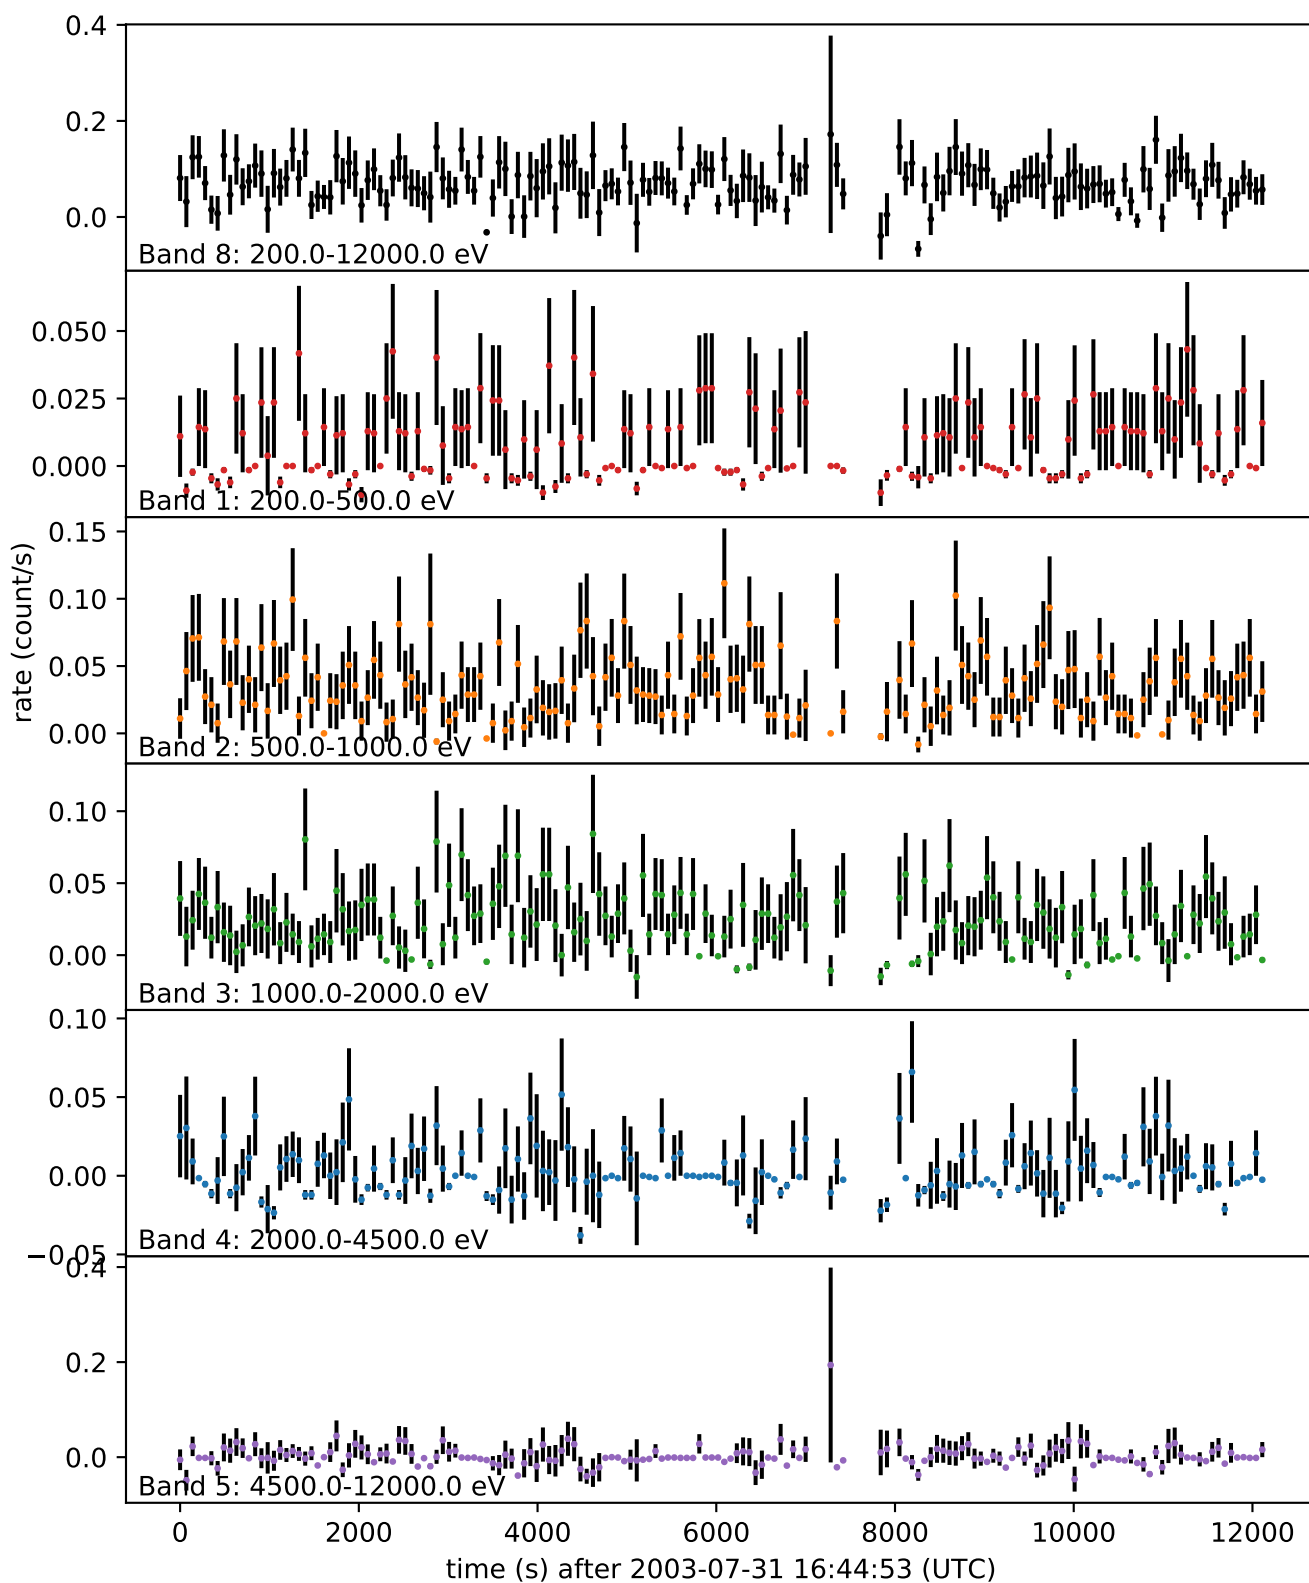 0.4
0.2
0.0
Band 8: 200.0-12000.0 eV
0.050
0.025
0.000
Band 1: 200.0-500.0 eV
0.15
0.10
0.05
0.00
Band 2: 500.0-1000.0 eV
rate (count/s)
0.10
0.05
0.00
Band 3: 1000.0-2000.0 eV
0.10
0.05
0.00
−0.05
Band 4: 2000.0-4500.0 eV
0.4
0.2
0.0
Band 5: 4500.0-12000.0 eV
0 2000 4000 6000 8000 10000 12000
time (s) after 2003-07-31 16:44:53 (UTC)